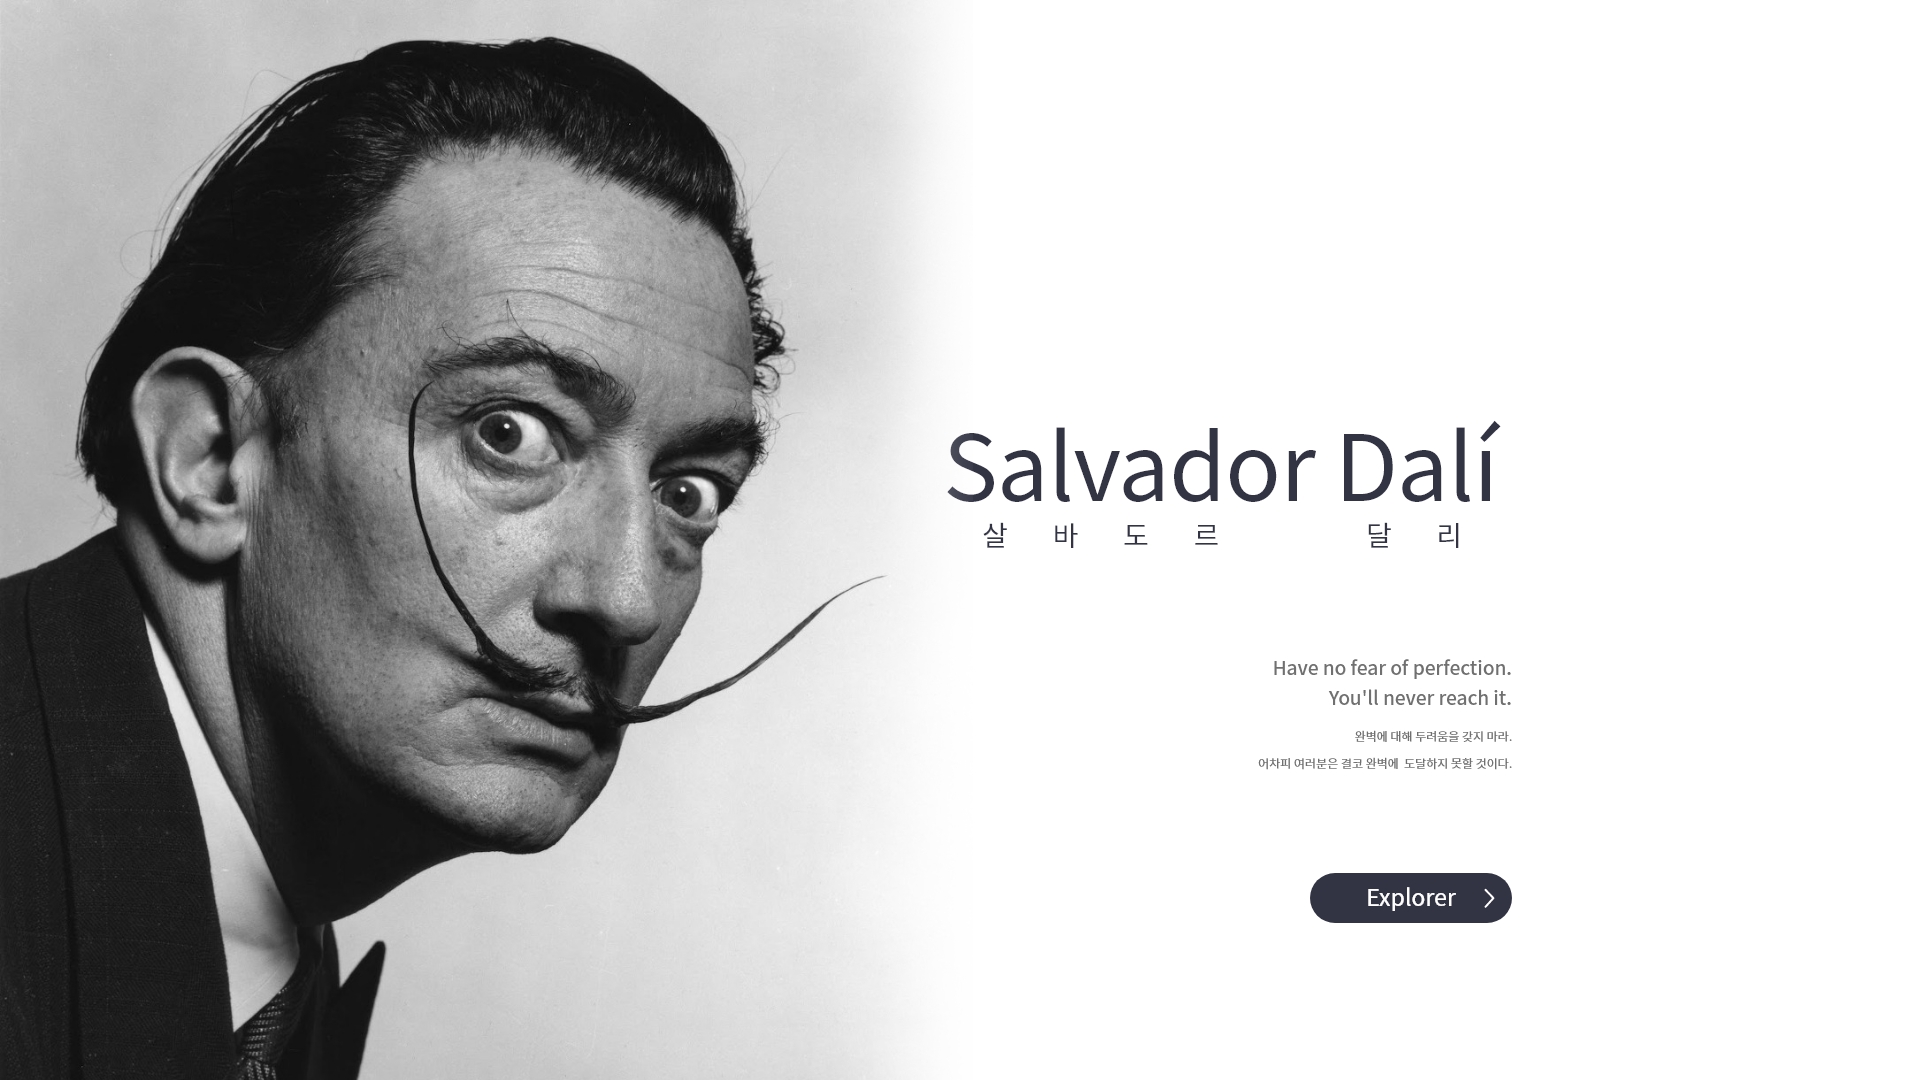 Salvador Dalí
살 바 도 르 달 리
Have no fear of perfection.
You'll never reach it.
완벽에 대해 두려움을 갖지 마라.
어차피 여러분은 결코 완벽에 도달하지 못할 것이다.
Explorer